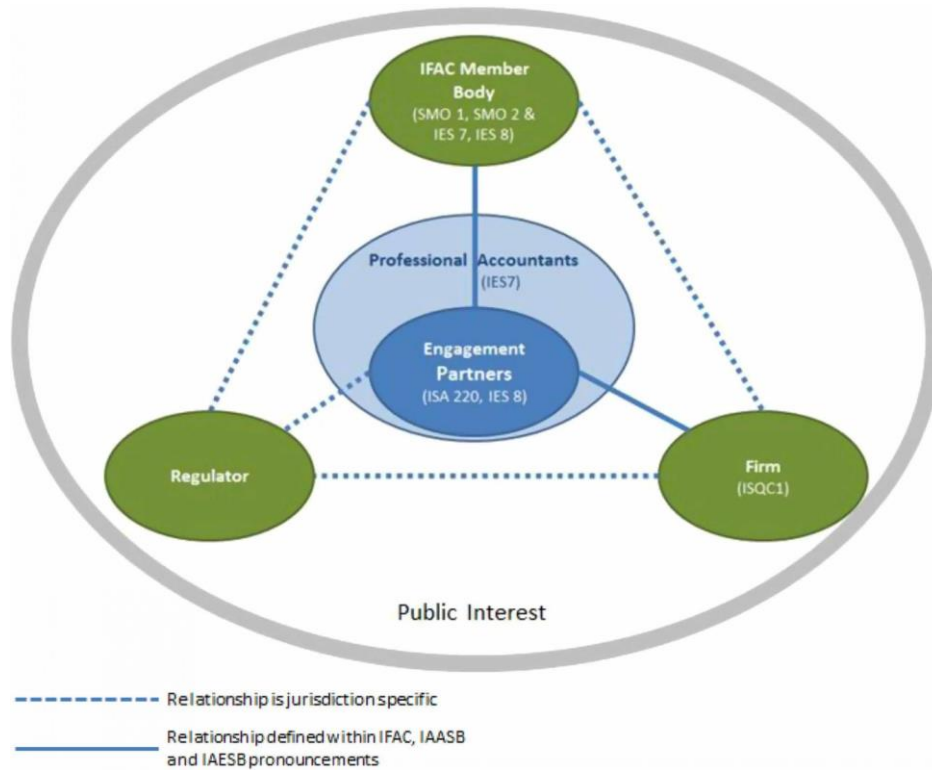 IFAC Member
Body
(SMO 1, SMO 2 &
IES 7, IES 8)
Professional Accountants
(IES7)
Engagement
Partners
(ISA 220, IES 8)
Regulator
Firm
(ISQC1)
Public Interest
Relationship is jurisdiction specific
Relationship defined within IFAC, IAASB
and IAESB pronouncements